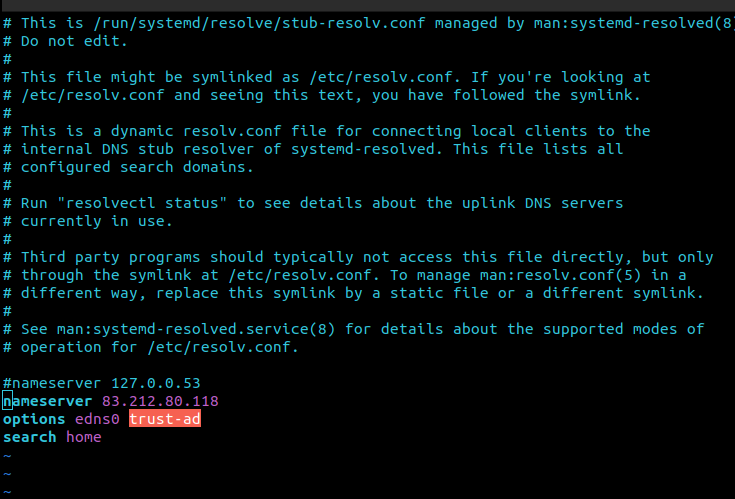 # This is /run/systemd/resolve/stub-resolv.conf managed by man:systemd-resolved(8)
# Do not edit.
#
# This file might be symlinked as /etc/resolv.conf. If you're looking at
# /etc/resolv.conf and seeing this text, you have followed the symlink.
#
# This is a dynamic resolv.conf file for connecting local clients to the
# internal DNS stub resolver of systemd-resolved. This file lists all
# configured search domains.
#
# Run "resolvectl status" to see details about the uplink DNS servers
# currently in use.
#
# Third party programs should typically not access this file directly, but only
# through the symlink at /etc/resolv.conf. To manage man:resolv.conf(5) in a
# different way, replace this symlink by a static file or a different symlink.
#
# See man:systemd-resolved.service(8) for details about the supported modes of
# operation for /etc/resolv.conf.
#nameserver 127.0.0.53
nameserver 83.212.80.118
options edns0 trust-ad
search home
~
~
~